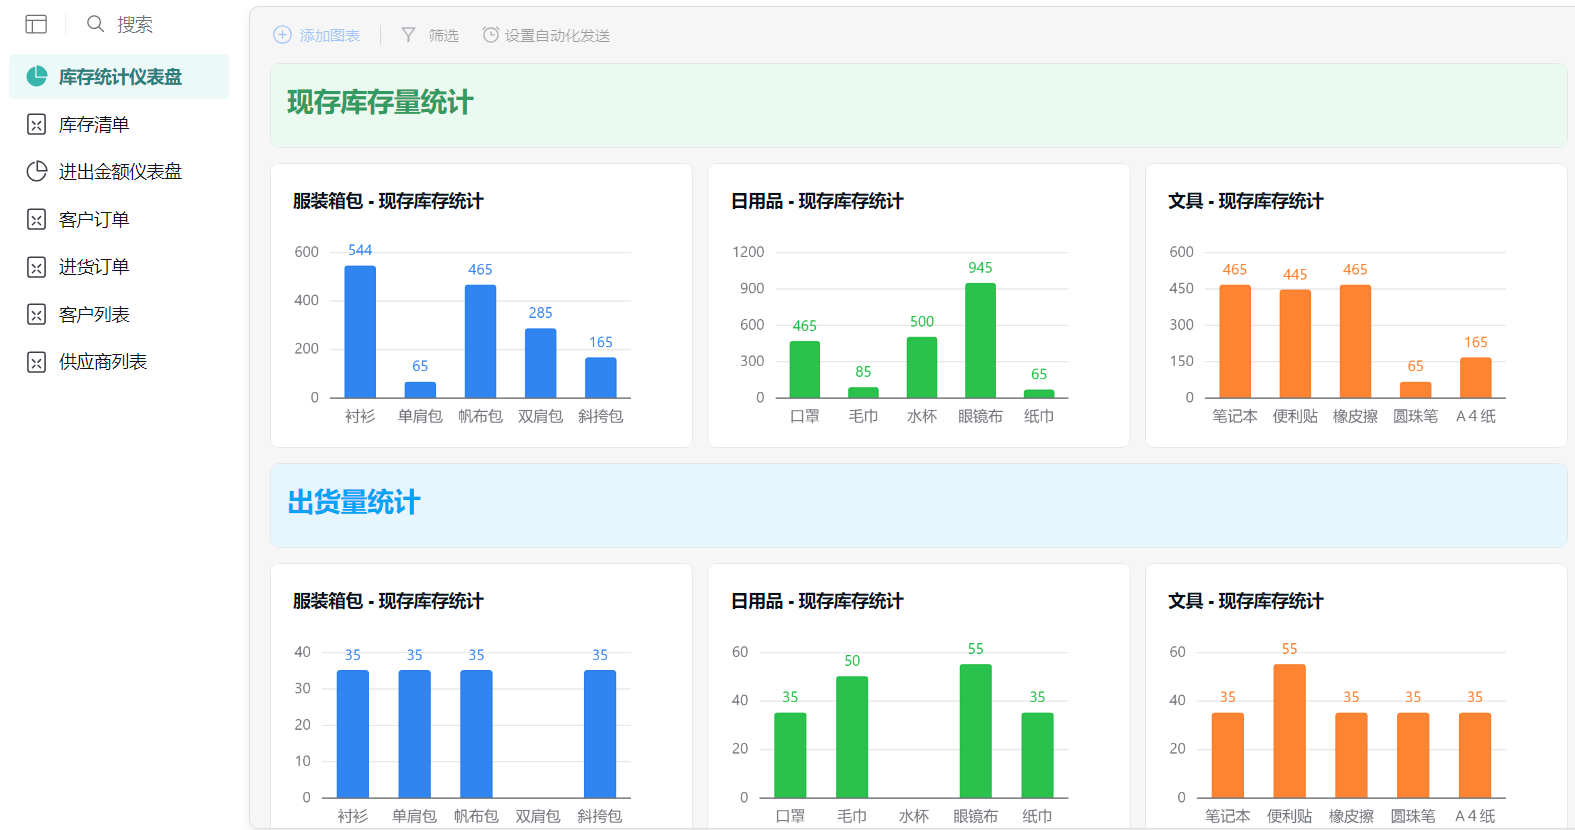 搜索
库存统计仪表盘
库存清单
进出金额仪表盘
客户订单
进货订单
客户列表
供应商列表
添加图表 筛选 设置自动化发送
现存库存量统计
服装箱包 - 现存库存统计
600
400
200
0
544
65
465
285
165
衬衫 单肩包 帆布包 双肩包 斜挎包
日用品 - 现存库存统计
1200
900
600
300
0
465
85
500
945
65
口罩 毛巾 水杯 眼镜布 纸巾
文具 - 现存库存统计
600
450
300
150
0
465
445
465
65
165
笔记本 便利贴 橡皮擦 圆珠笔 A 4 纸
出货量统计
服装箱包 - 现存库存统计
40
30
20
10
0
35
35
35
35
衬衫 单肩包 帆布包 双肩包 斜挎包
日用品 - 现存库存统计
60
40
20
0
35
50
55
35
口罩 毛巾 水杯 眼镜布 纸巾
文具 - 现存库存统计
60
40
20
0
35
55
35
35
35
笔记本 便利贴 橡皮擦 圆珠笔 A 4 纸